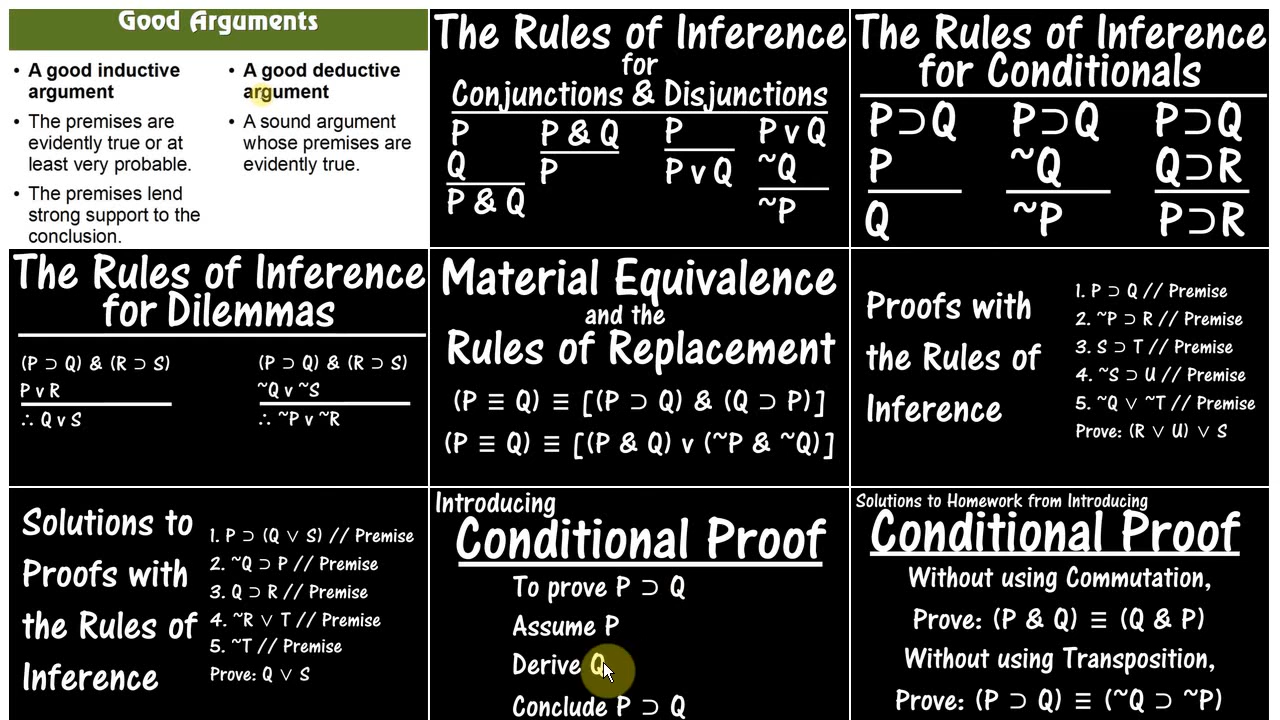 Good Arguments
• A good inductive
argument
• The premises are
evidently true or at
least very probable.
• The premises lend
strong support to the
conclusion.
• A good deductive
argument
• A sound argument
whose premises are
evidently true.
The Rules of Inference
for
Conjunctions & Disjunctions
P
Q
P & Q
P & Q
P
P
P v Q
P v Q
~Q
~P
The Rules of Inference
for Conditionals
P⊃Q
P
Q
P⊃Q
~Q
~P
P⊃Q
Q⊃R
P⊃R
The Rules of Inference
for Dilemmas
(P ⊃ Q) & (R ⊃ S)
P v R
∴ Q v S
(P ⊃ Q) & (R ⊃ S)
~Q v ~S
∴ ~P v ~R
Material Equivalence
and the
Rules of Replacement
(P ≡ Q) ≡ [(P ⊃ Q) & (Q ⊃ P)]
(P ≡ Q) ≡ [(P & Q) v (~P & ~Q)]
Proofs with
the Rules of
Inference
1. P ⊃ Q // Premise
2. ~P ⊃ R // Premise
3. S ⊃ T // Premise
4. ~S ⊃ U // Premise
5. ~Q ∨ ~T // Premise
Prove: (R ∨ U) ∨ S
Solutions to
Proofs with
the Rules of
Inference
1. P ⊃ (Q ∨ S) // Premise
2. ~Q ⊃ P // Premise
3. Q ⊃ R // Premise
4. ~R ∨ T // Premise
5. ~T // Premise
Prove: Q ∨ S
Introducing
Conditional Proof
To prove P ⊃ Q
Assume P
Derive Q
Conclude P ⊃ Q
Solutions to Homework from Introducing
Conditional Proof
Without using Commutation,
Prove: (P & Q) ≡ (Q & P)
Without using Transposition,
Prove: (P ⊃ Q) ≡ (~Q ⊃ ~P)